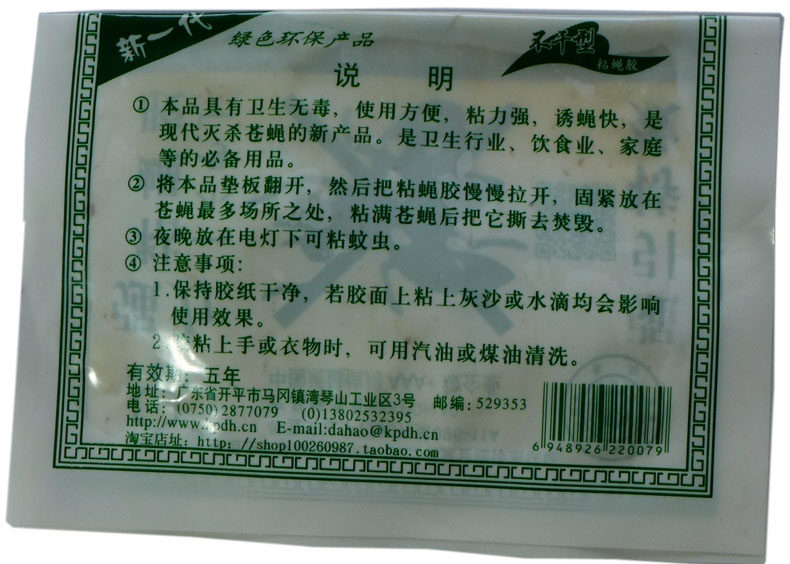 新一代
绿色环保产品
不干型
粘蝇胶
说 明
① 本品具有卫生无毒，使用方便，粘力强，诱蝇快，是
现代灭杀苍蝇的新产品。是卫生行业、饮食业、家庭
等的必备用品。
② 将本品垫板翻开，然后把粘蝇胶慢慢拉开，固紧放在
苍蝇最多场所之处，粘满苍蝇后把它撕去焚毁。
③ 夜晚放在电灯下可粘蚊虫。
④ 注意事项：
1.保持胶纸干净，若胶面上粘上灰沙或水滴均会影响
使用效果。
2.粘上手或衣物时，可用汽油或煤油清洗。
有效期：五年
地址：广东省开平市马冈镇湾琴山工业区3号 邮编：529353
电话：(0750)2877079 (0)13802532395
http://www.kpdh.cn E-mail:dahao@kpdh.cn
淘宝店址：http://shop100260987.taobao.com
6 948926 220079